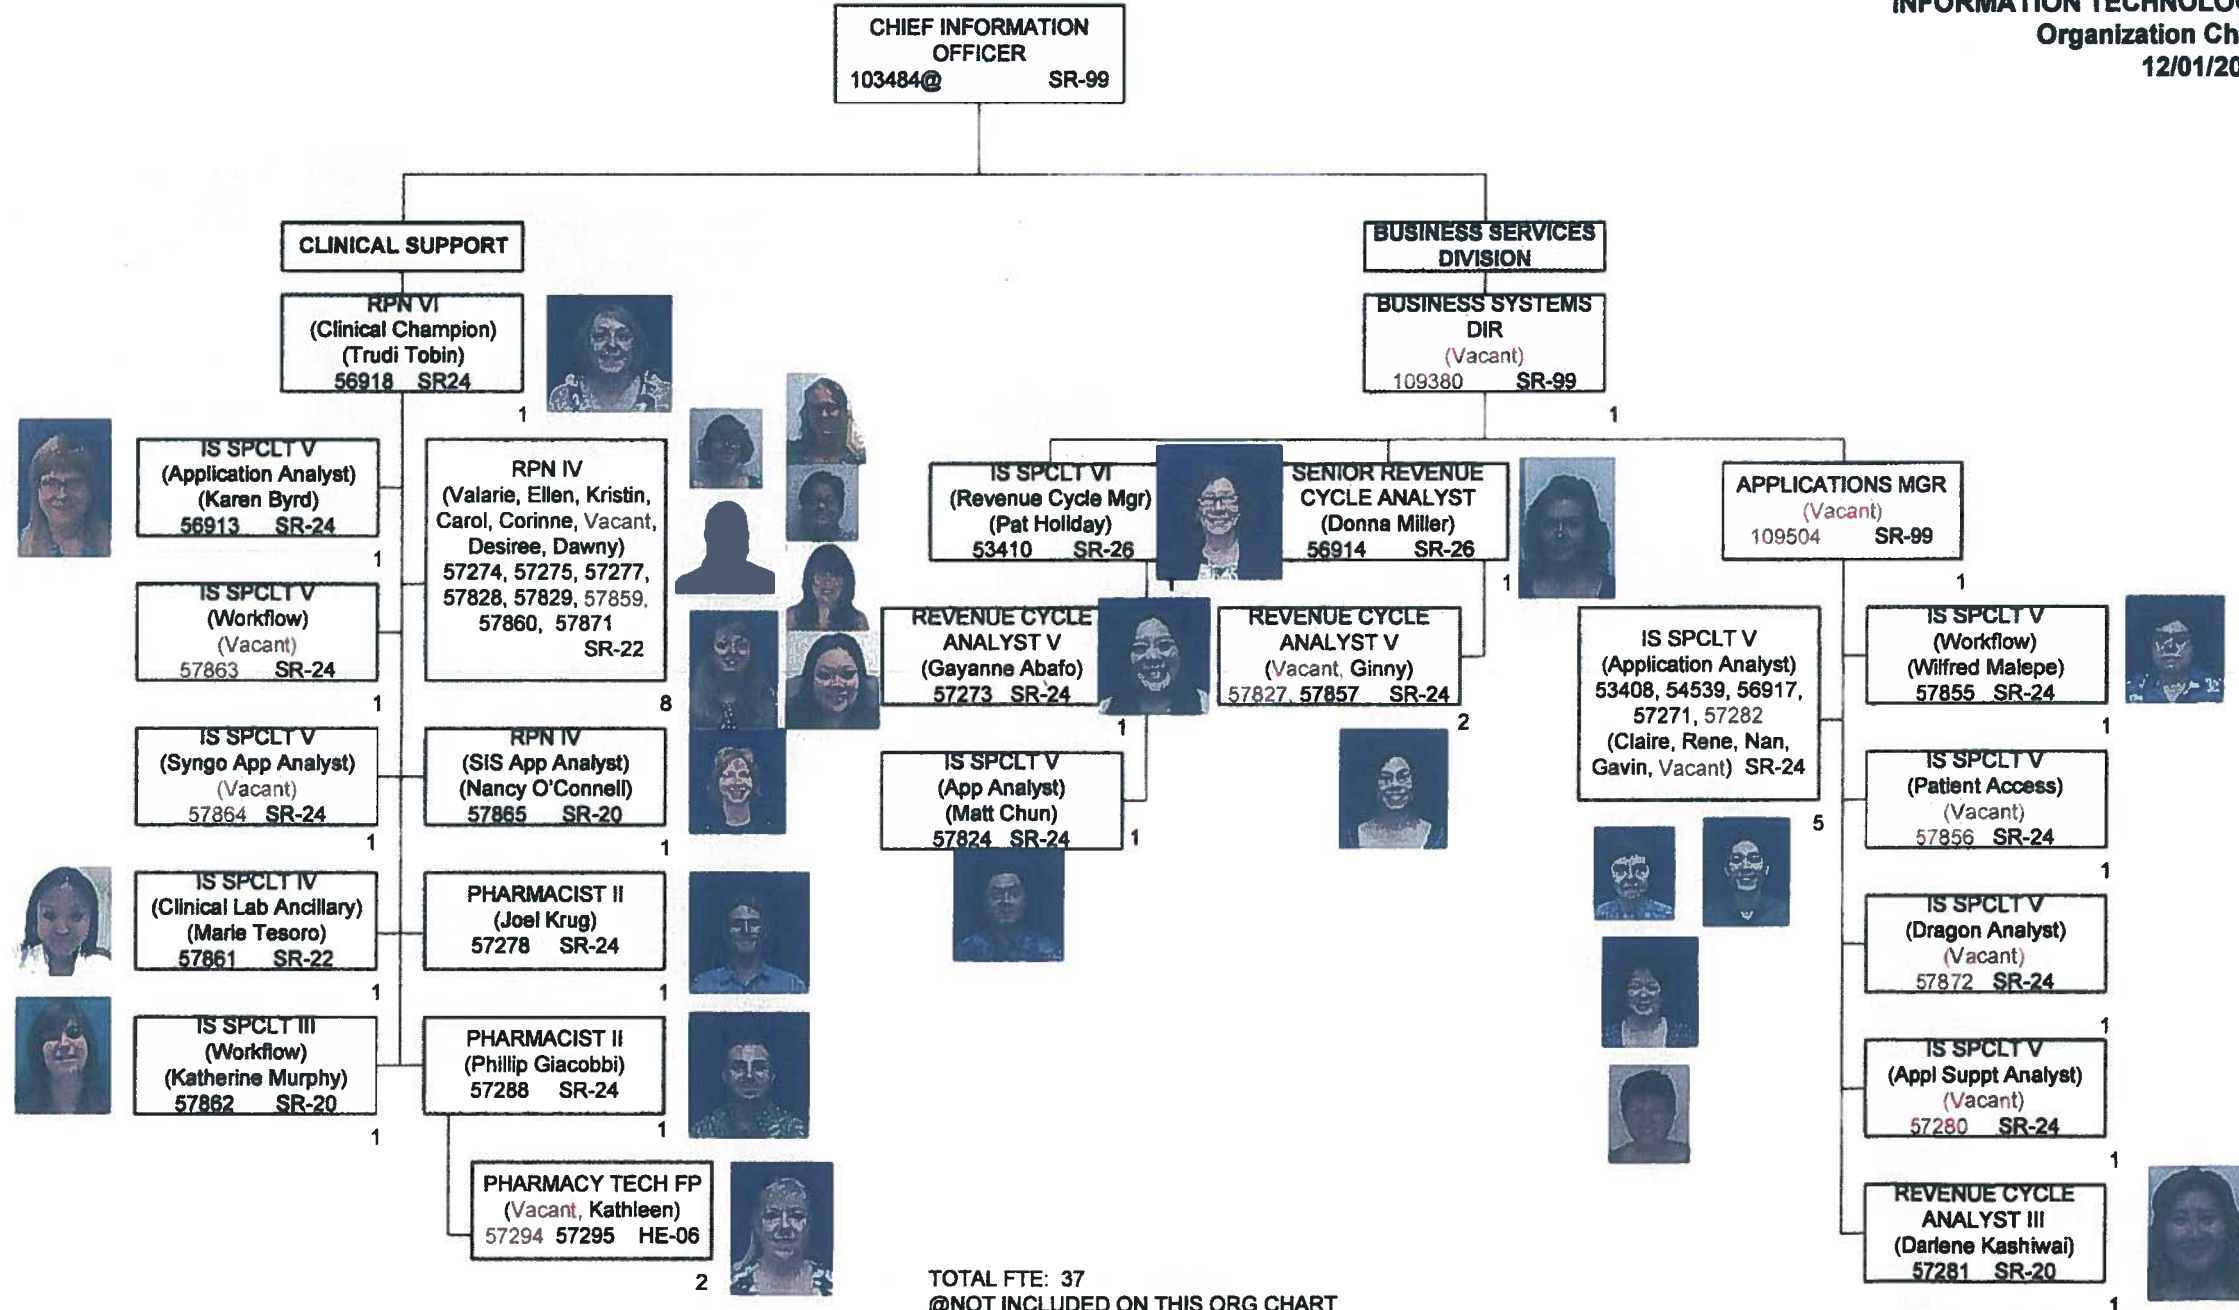 CHIEF INFORMATION
OFFICER
103484@ SR-99
Organization
CLINICAL SUPPORT
RPN VI
(Clinical Champion)
(Trudi Tobin)
56918 SR24
1
IS SPCLT V
(Application Analyst)
(Karen Byrd)
56913 SR-24
1
IS SPCLT V
(Workflow)
(Vacant)
57863 SR-24
1
IS SPCLT V
(Syngo App Analyst)
(Vacant)
57864 SR-24
1
IS SPCLT IV
(Clinical Lab Ancillary)
(Marie Tesoro)
57861 SR-22
1
IS SPCLT III
(Workflow)
(Katherine Murphy)
57862 SR-20
1
RPN IV
(Valarie, Ellen, Kristin,
Carol, Corinne, Vacant,
Desiree, Dawny)
57274, 57275, 57277,
57828, 57829, 57859,
57860, 57871
SR-22
8
RPN IV
(SIS App Analyst)
(Nancy O'Connell)
57865 SR-20
1
PHARMACIST II
(Joel Krug)
57278 SR-24
1
PHARMACIST II
(Phillip Giacobbi)
57288 SR-24
1
PHARMACY TECH FP
(Vacant, Kathleen)
57294 57295 HE-06
2
BUSINESS SERVICES
DIVISION
BUSINESS SYSTEMS
DIR
(Vacant)
109380 SR-99
1
IS SPCLT VI
(Revenue Cycle Mgr)
(Pat Holiday)
53410 SR-26
1
REVENUE CYCLE
ANALYST V
(Gayanne Abafo)
57273 SR-24
1
IS SPCLT V
(App Analyst)
(Matt Chun)
57824 SR-24
1
SENIOR REVENUE
CYCLE ANALYST
(Donna Miller)
56914 SR-26
1
REVENUE CYCLE
ANALYST V
(Vacant, Ginny)
57827, 57857 SR-24
2
APPLICATIONS MGR
(Vacant)
109504 SR-99
1
IS SPCLT V
(Application Analyst)
53408, 54539, 56917,
57271, 57282
(Claire, Rene, Nan,
Gavin, Vacant) SR-24
5
IS SPCLT V
(Workflow)
(Wilfred Malepe)
57855 SR-24
1
IS SPCLT V
(Patient Access)
(Vacant)
57856 SR-24
1
IS SPCLT V
(Dragon Analyst)
(Vacant)
57872 SR-24
1
IS SPCLT V
(Appl Suppt Analyst)
(Vacant)
57280 SR-24
1
REVENUE CYCLE
ANALYST III
(Darlene Kashiwai)
57281 SR-20
1
TOTAL FTE: 37
@NOT INCLUDED ON THIS ORG CHART